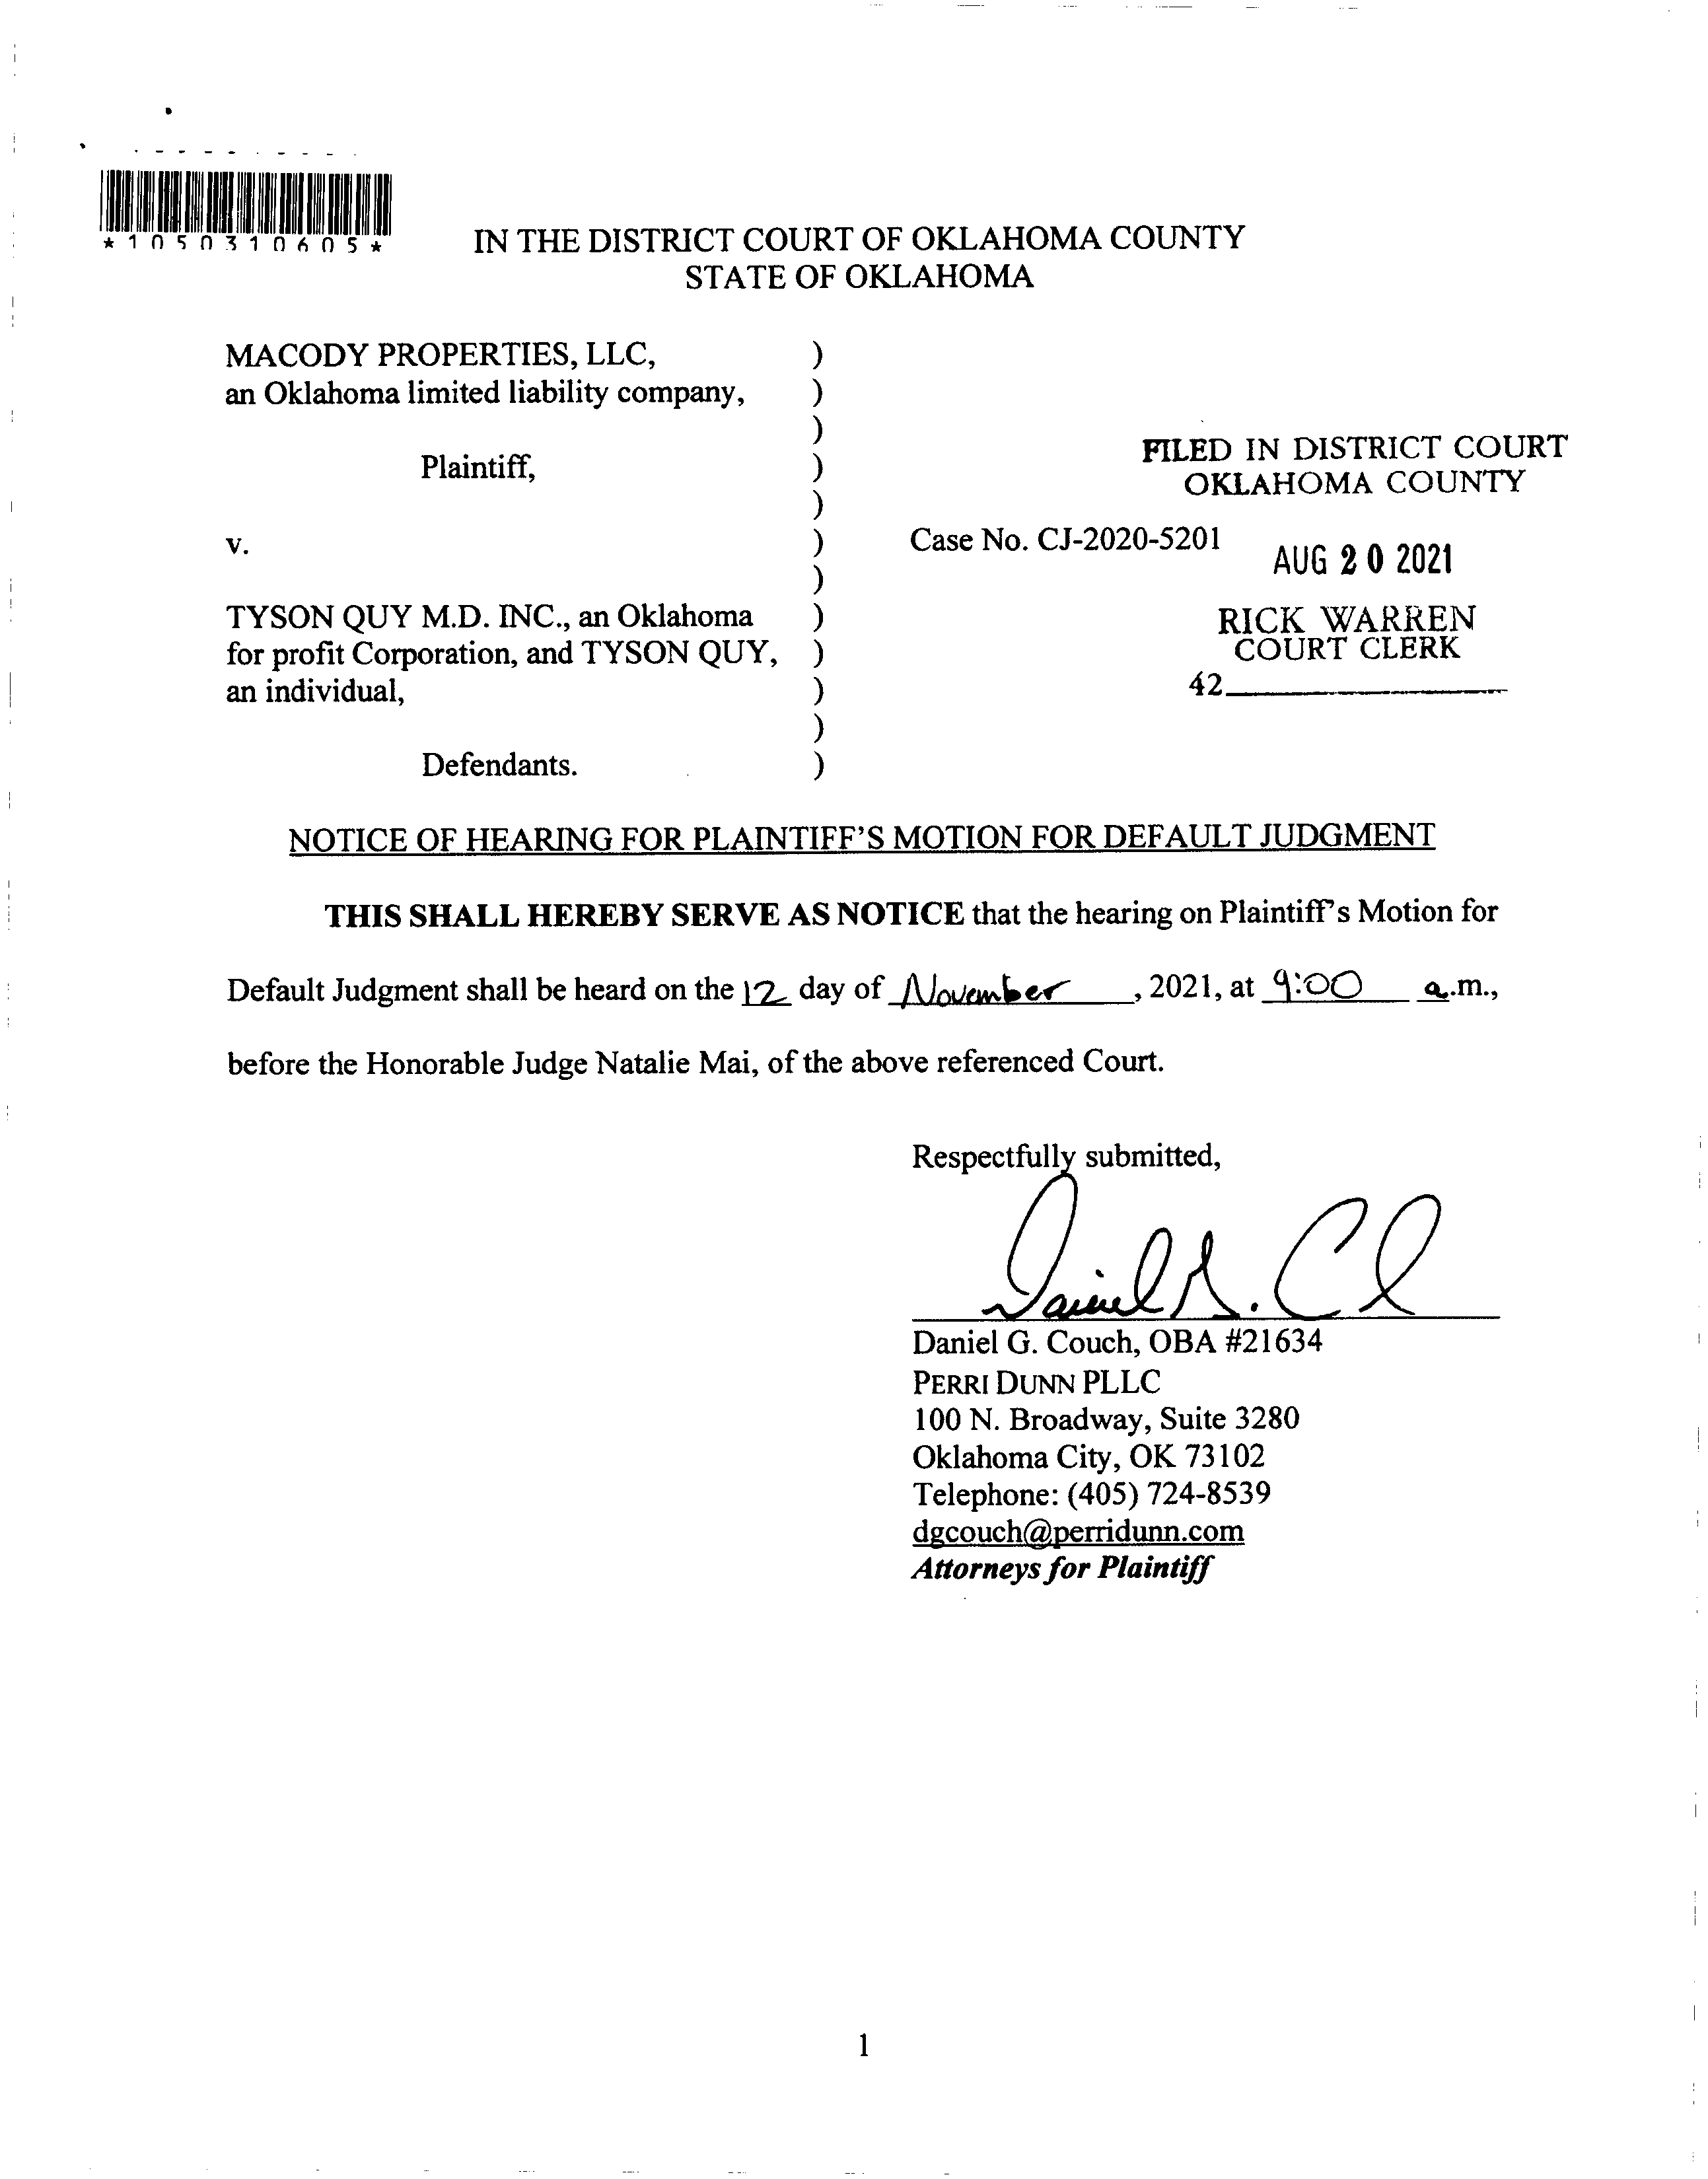 *1050310605*
IN THE DISTRICT COURT OF OKLAHOMA COUNTY
STATE OF OKLAHOMA
MACODY PROPERTIES, LLC, )
an Oklahoma limited liability company, )
)
Plaintiff, )
)
v. )
)
TYSON QUY M.D. INC., an Oklahoma )
for profit Corporation, and TYSON QUY, )
an individual, )
)
Defendants. )
FILED IN DISTRICT COURT
OKLAHOMA COUNTY
Case No. CJ-2020-5201
AUG 20 2021
RICK WARREN
COURT CLERK
42
NOTICE OF HEARING FOR PLAINTIFF'S MOTION FOR DEFAULT JUDGMENT
THIS SHALL HEREBY SERVE AS NOTICE that the hearing on Plaintiff's Motion for
Default Judgment shall be heard on the 12 day of November, 2021, at 9:00 a.m.,
before the Honorable Judge Natalie Mai, of the above referenced Court.
Respectfully submitted,
Daniel G. Couch, OBA #21634
PERRI DUNN PLLC
100 N. Broadway, Suite 3280
Oklahoma City, OK 73102
Telephone: (405) 724-8539
dgcouch@perridunn.com
Attorneys for Plaintiff
1